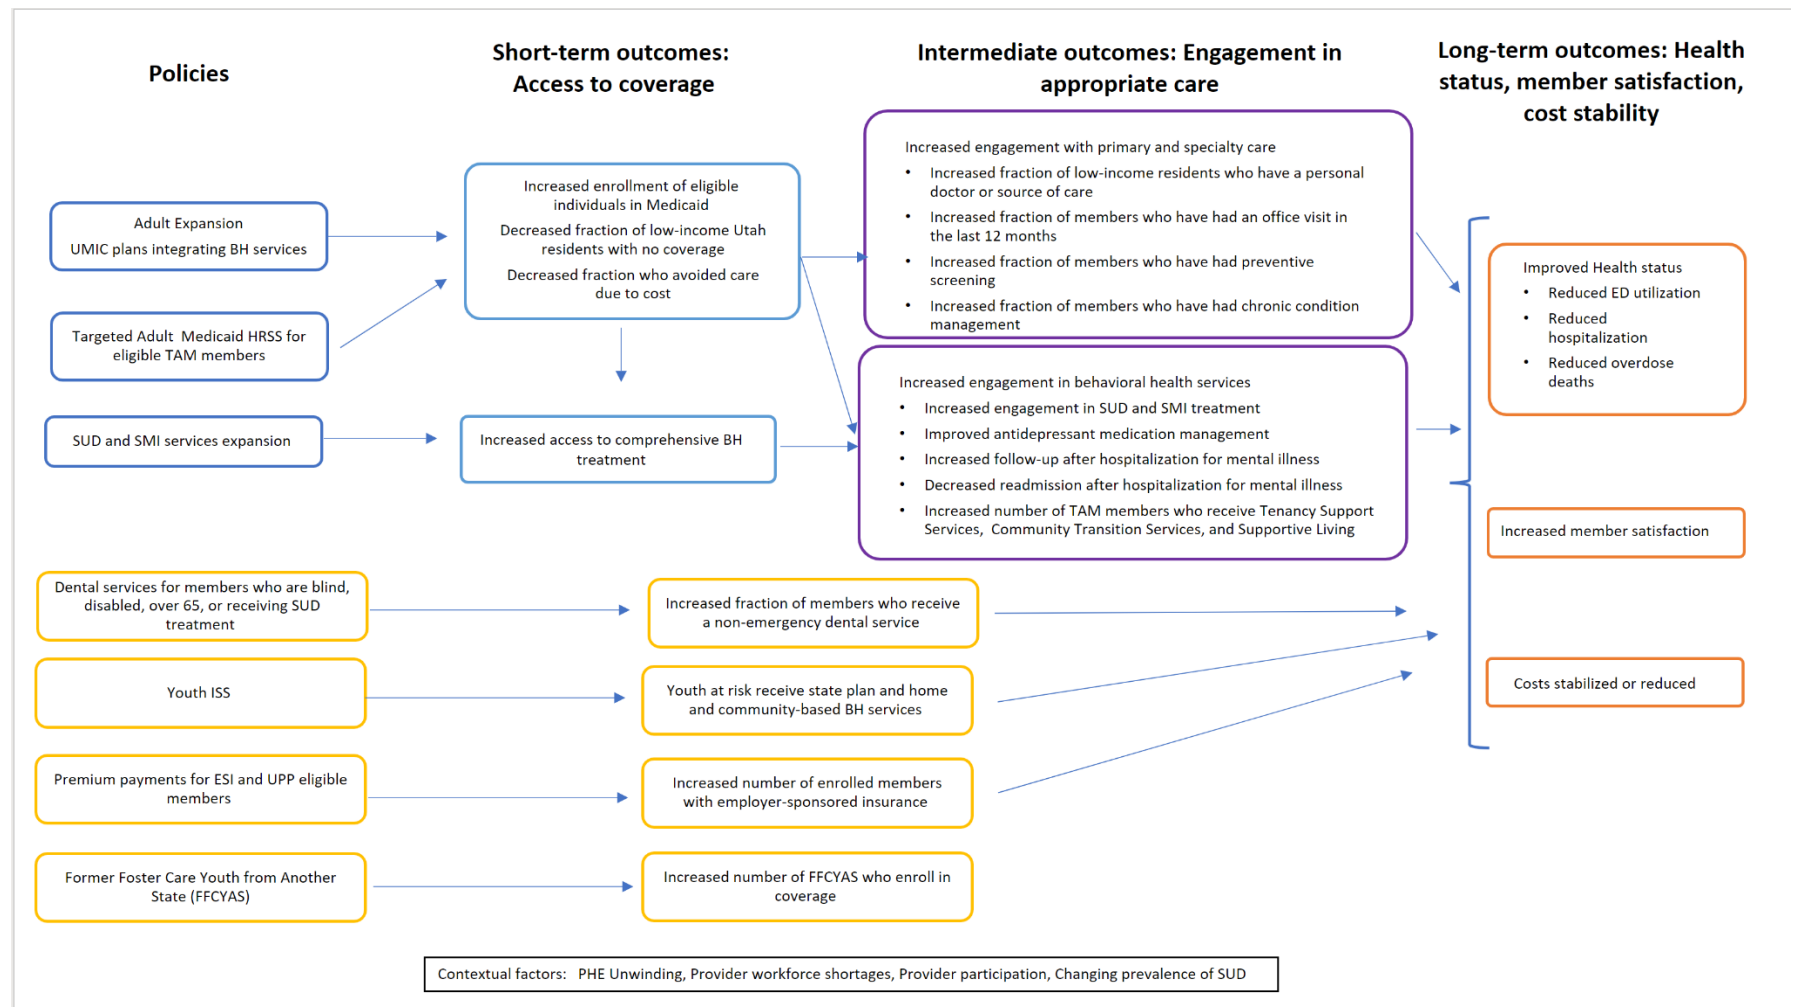 Policies
Short-term outcomes:
Access to coverage
Intermediate outcomes: Engagement in
appropriate care
Long-term outcomes: Health
status, member satisfaction,
cost stability
Adult Expansion
UMIC plans integrating BH services
Targeted Adult  Medicaid HRSS for
eligible TAM members
SUD and SMI services expansion
Increased enrollment of eligible
individuals in Medicaid
Decreased fraction of low-income Utah
residents with no coverage
Decreased fraction who avoided care
due to cost
Increased access to comprehensive BH
treatment
Increased engagement with primary and specialty care
• Increased fraction of low-income residents who have a personal
doctor or source of care
• Increased fraction of members who have had an office visit in
the last 12 months
• Increased fraction of members who have had preventive
screening
• Increased fraction of members who have had chronic condition
management
Increased engagement in behavioral health services
• Increased engagement in SUD and SMI treatment
• Improved antidepressant medication management
• Increased follow-up after hospitalization for mental illness
• Decreased readmission after hospitalization for mental illness
• Increased number of TAM members who receive Tenancy Support
Services,  Community Transition Services, and Supportive Living
Improved Health status
• Reduced ED utilization
• Reduced
hospitalization
• Reduced overdose
deaths
Increased member satisfaction
Costs stabilized or reduced
Dental services for members who are blind,
disabled, over 65, or receiving SUD
treatment
Increased fraction of members who receive
a non-emergency dental service
Youth ISS
Youth at risk receive state plan and home
and community-based BH services
Premium payments for ESI and UPP eligible
members
Increased number of enrolled members
with employer-sponsored insurance
Former Foster Care Youth from Another
State (FFCYAS)
Increased number of FFCYAS who enroll in
coverage
Contextual factors:   PHE Unwinding, Provider workforce shortages, Provider participation, Changing prevalence of SUD